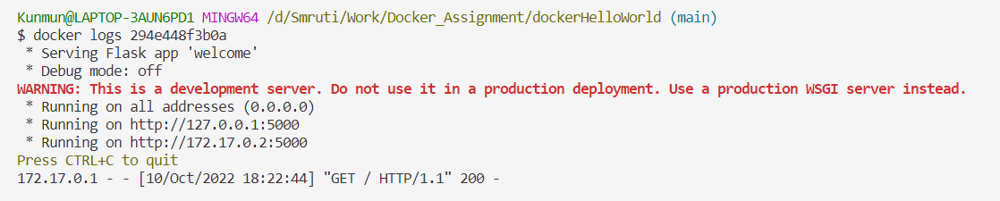 Kunmun@LAPTOP-3AUN6PD1 MINGW64 /d/Smruti/Work/Docker_Assignment/dockerHelloWorld (main)
$ docker logs 294e448f3b0a
 * Serving Flask app 'welcome'
 * Debug mode: off
WARNING: This is a development server. Do not use it in a production deployment. Use a production WSGI server instead.
 * Running on all addresses (0.0.0.0)
 * Running on http://127.0.0.1:5000
 * Running on http://172.17.0.2:5000
Press CTRL+C to quit
172.17.0.1 - - [10/Oct/2022 18:22:44] "GET / HTTP/1.1" 200 -